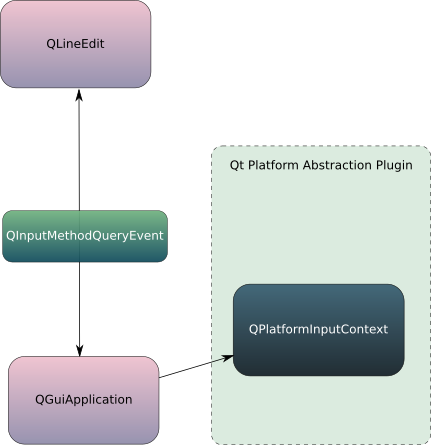 QLineEdit
Qt Platform Abstraction Plugin
QInputMethodQueryEvent
QPlatformInputContext
QGuiApplication